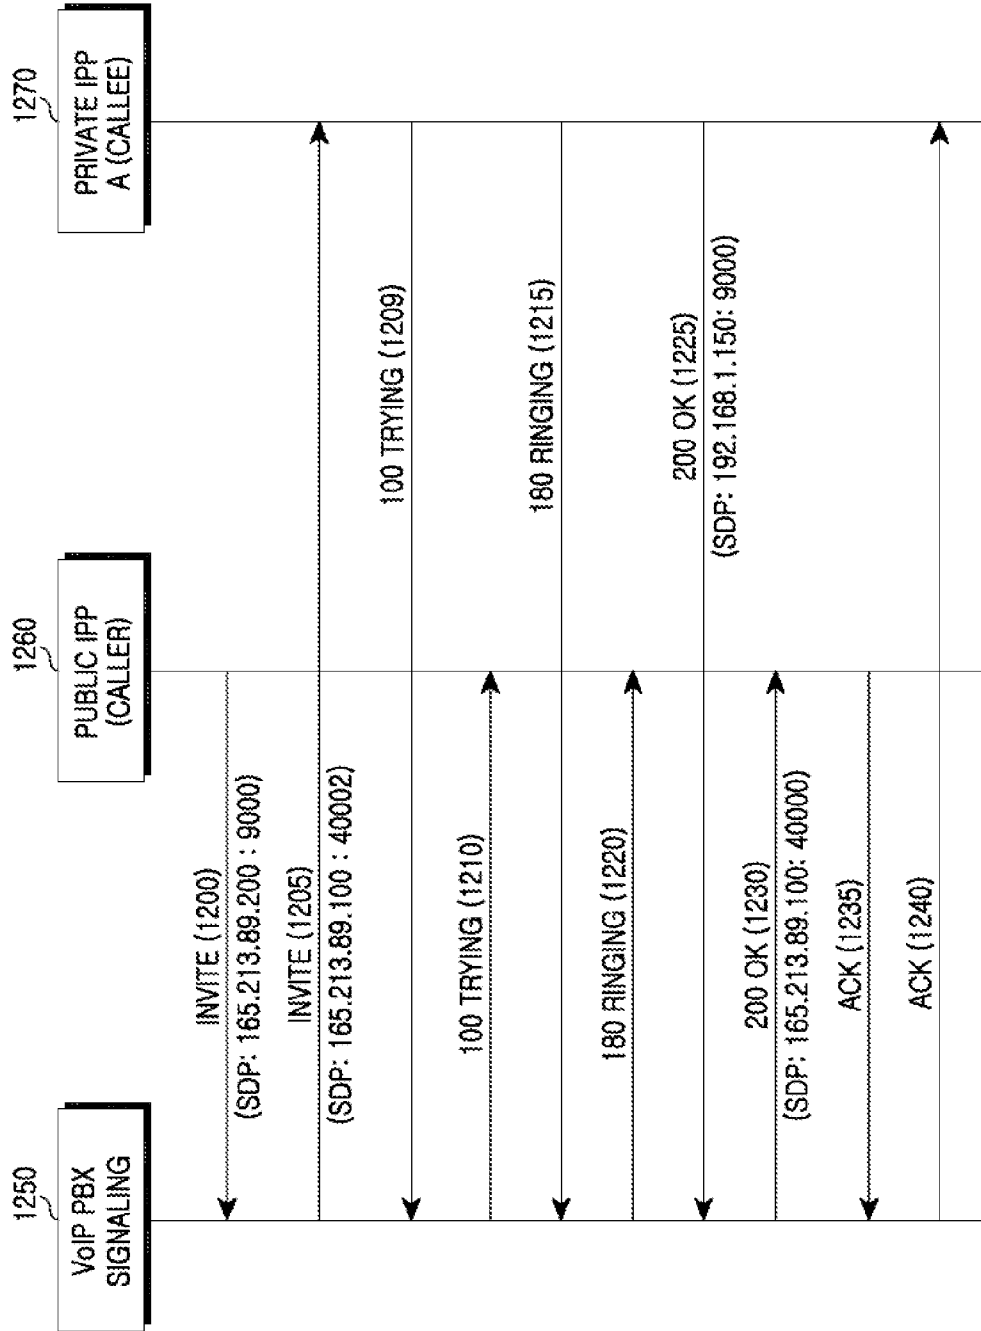 1250
VoIP PBX
SIGNALING
1260
PUBLIC IPP
(CALLER)
1270
PRIVATE IPP
A (CALLEE)
INVITE (1200)
(SDP: 165.213.89.200 : 9000)
INVITE (1205)
(SDP: 165.213.89.100 : 40002)
100 TRYING (1209)
100 TRYING (1210)
180 RINGING (1215)
180 RINGING (1220)
200 OK (1225)
(SDP: 192.168.1.150: 9000)
200 OK (1230)
(SDP: 165.213.89.100: 40000)
ACK (1235)
ACK (1240)